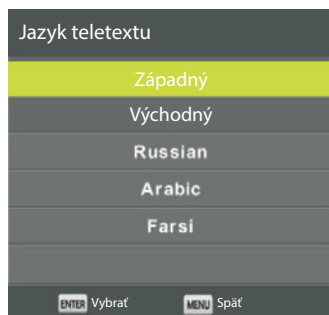 Jazyk teletextu
Západný
Východný
Russian
Arabic
Farsi
ENTER Vybrať MENU Späť